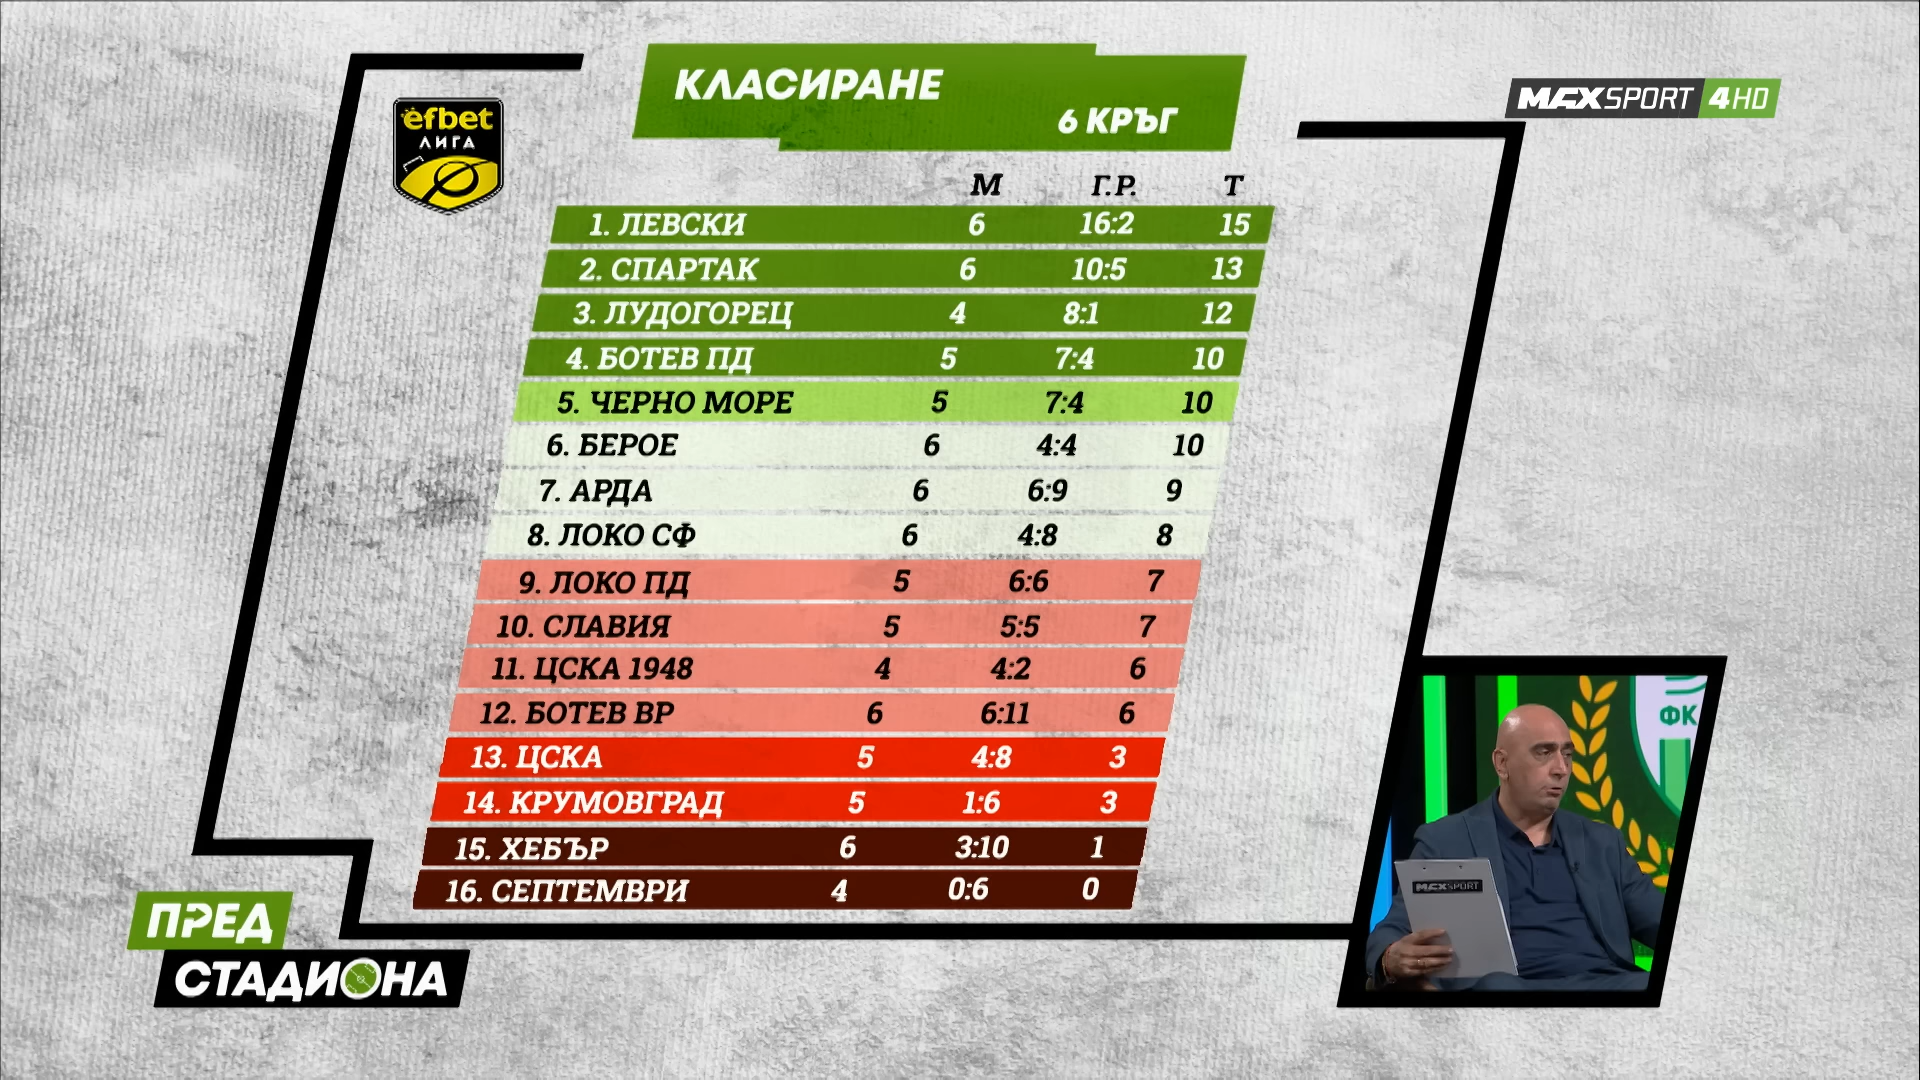 КЛАСИРАНЕ
6 КРЪГ
efbet
ЛИГА
MAXSPORT 4HD
М Г.Р. Т
1. ЛЕВСКИ 6 16:2 15
2. СПАРТАК 6 10:5 13
3. ЛУДОГОРЕЦ 4 8:1 12
4. БОТЕВ ПД 5 7:4 10
5. ЧЕРНО МОРЕ 5 7:4 10
6. БЕРОЕ 6 4:4 10
7. АРДА 6 6:9 9
8. ЛОКО СФ 6 4:8 8
9. ЛОКО ПД 5 6:6 7
10. СЛАВИЯ 5 5:5 7
11. ЦСКА 1948 4 4:2 6
12. БОТЕВ ВР 6 6:11 6
13. ЦСКА 5 4:8 3
14. КРУМОВГРАД 5 1:6 3
15. ХЕБЪР 6 3:10 1
16. СЕПТЕМВРИ 4 0:6 0
ФК
MAXSPORT
ПРЕД
СТАДИОНА